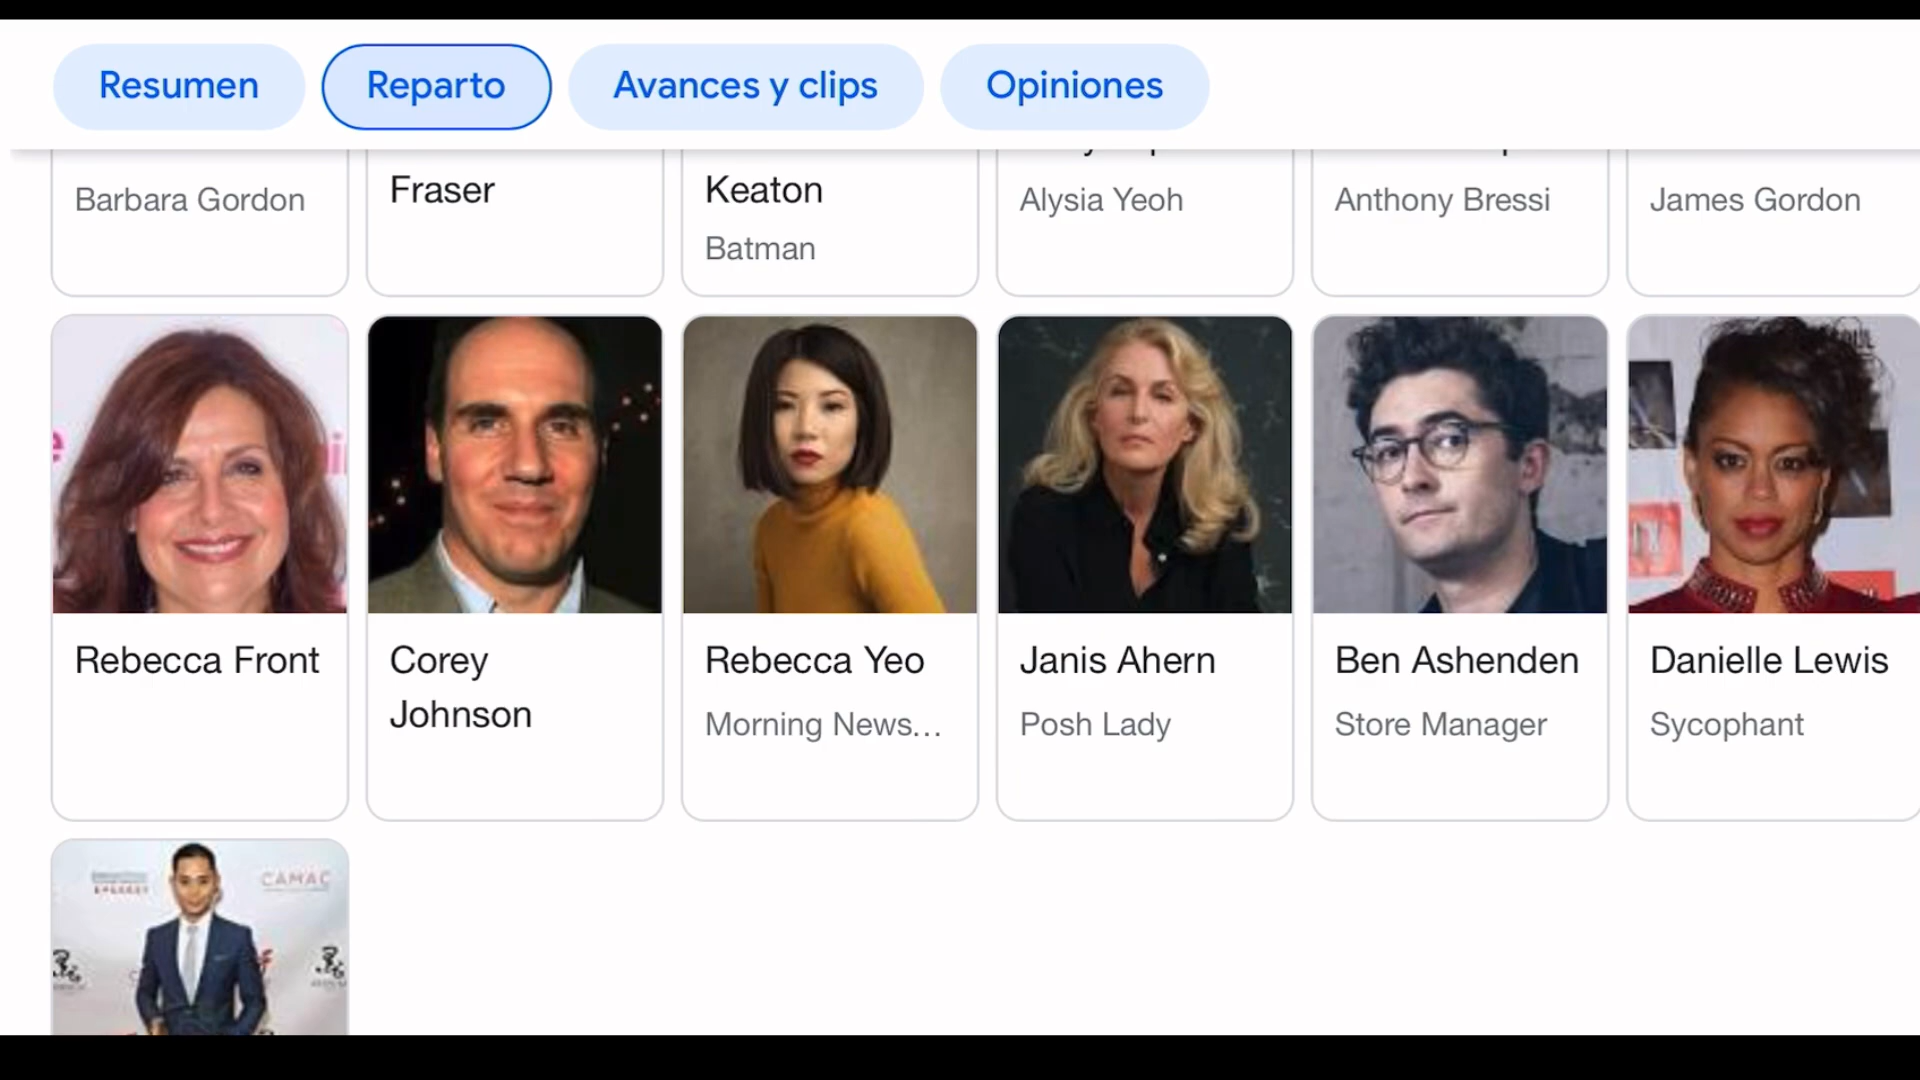 Resumen Reparto Avances y clips Opiniones
Barbara Gordon
Fraser
Keaton
Batman
Alysia Yeoh
Anthony Bressi
James Gordon
Rebecca Front
Corey
Johnson
Rebecca Yeo
Morning News...
Janis Ahern
Posh Lady
Ben Ashenden
Store Manager
Danielle Lewis
Sycophant
CAMAC